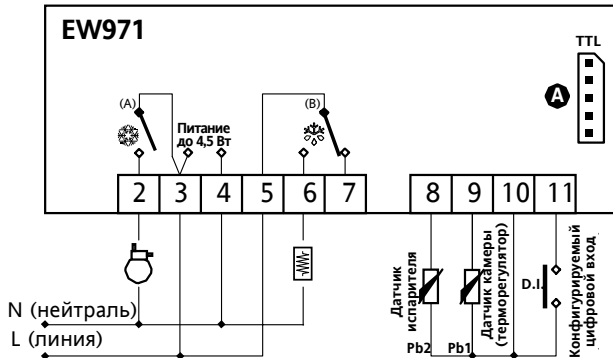 EW971
TTL
A
(A)
(B)
Питание
до 4,5 Вт
2 3 4 5 6 7 8 9 10 11
Датчик
испарителя
Датчик камеры
(терморегулятор)
D.I.
Конфигурируемый
цифровой вход
N (нейтраль)
L (линия)
Pb2
Pb1